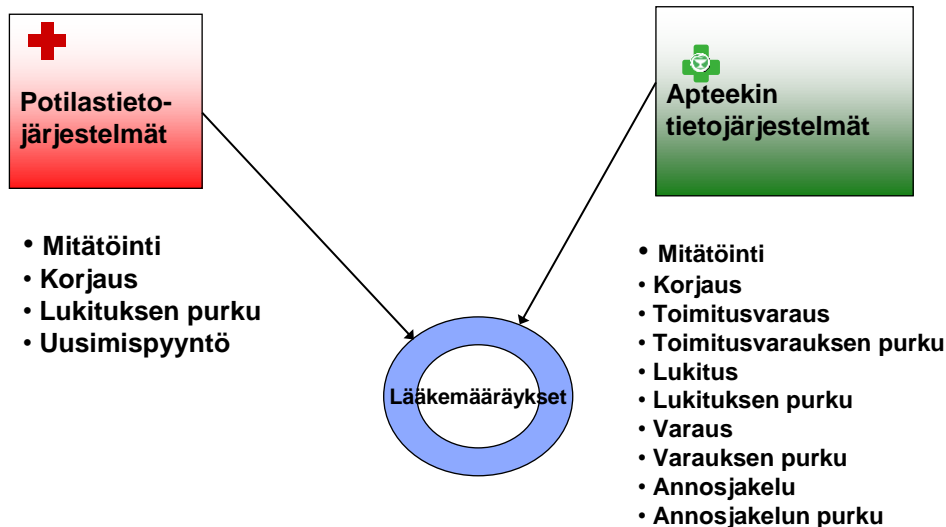 Potilastieto-
järjestelmät
• Mitätöinti
• Korjaus
• Lukituksen purku
• Uusimispyyntö
Lääkemääräykset
Apteekin
tietojärjestelmät
• Mitätöinti
• Korjaus
• Toimitusvaraus
• Toimitusvarauksen purku
• Lukitus
• Lukituksen purku
• Varaus
• Varauksen purku
• Annosjakelu
• Annosjakelun purku